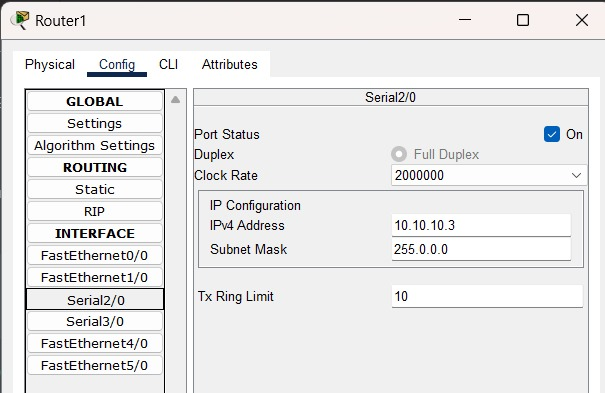 Router1
Physical Config CLI Attributes
GLOBAL
Settings
Algorithm Settings
ROUTING
Static
RIP
INTERFACE
FastEthernet0/0
FastEthernet1/0
Serial2/0
Serial3/0
FastEthernet4/0
FastEthernet5/0
Serial2/0
Port Status On
Duplex Full Duplex
Clock Rate 2000000
IP Configuration
IPv4 Address 10.10.10.3
Subnet Mask 255.0.0.0
Tx Ring Limit 10